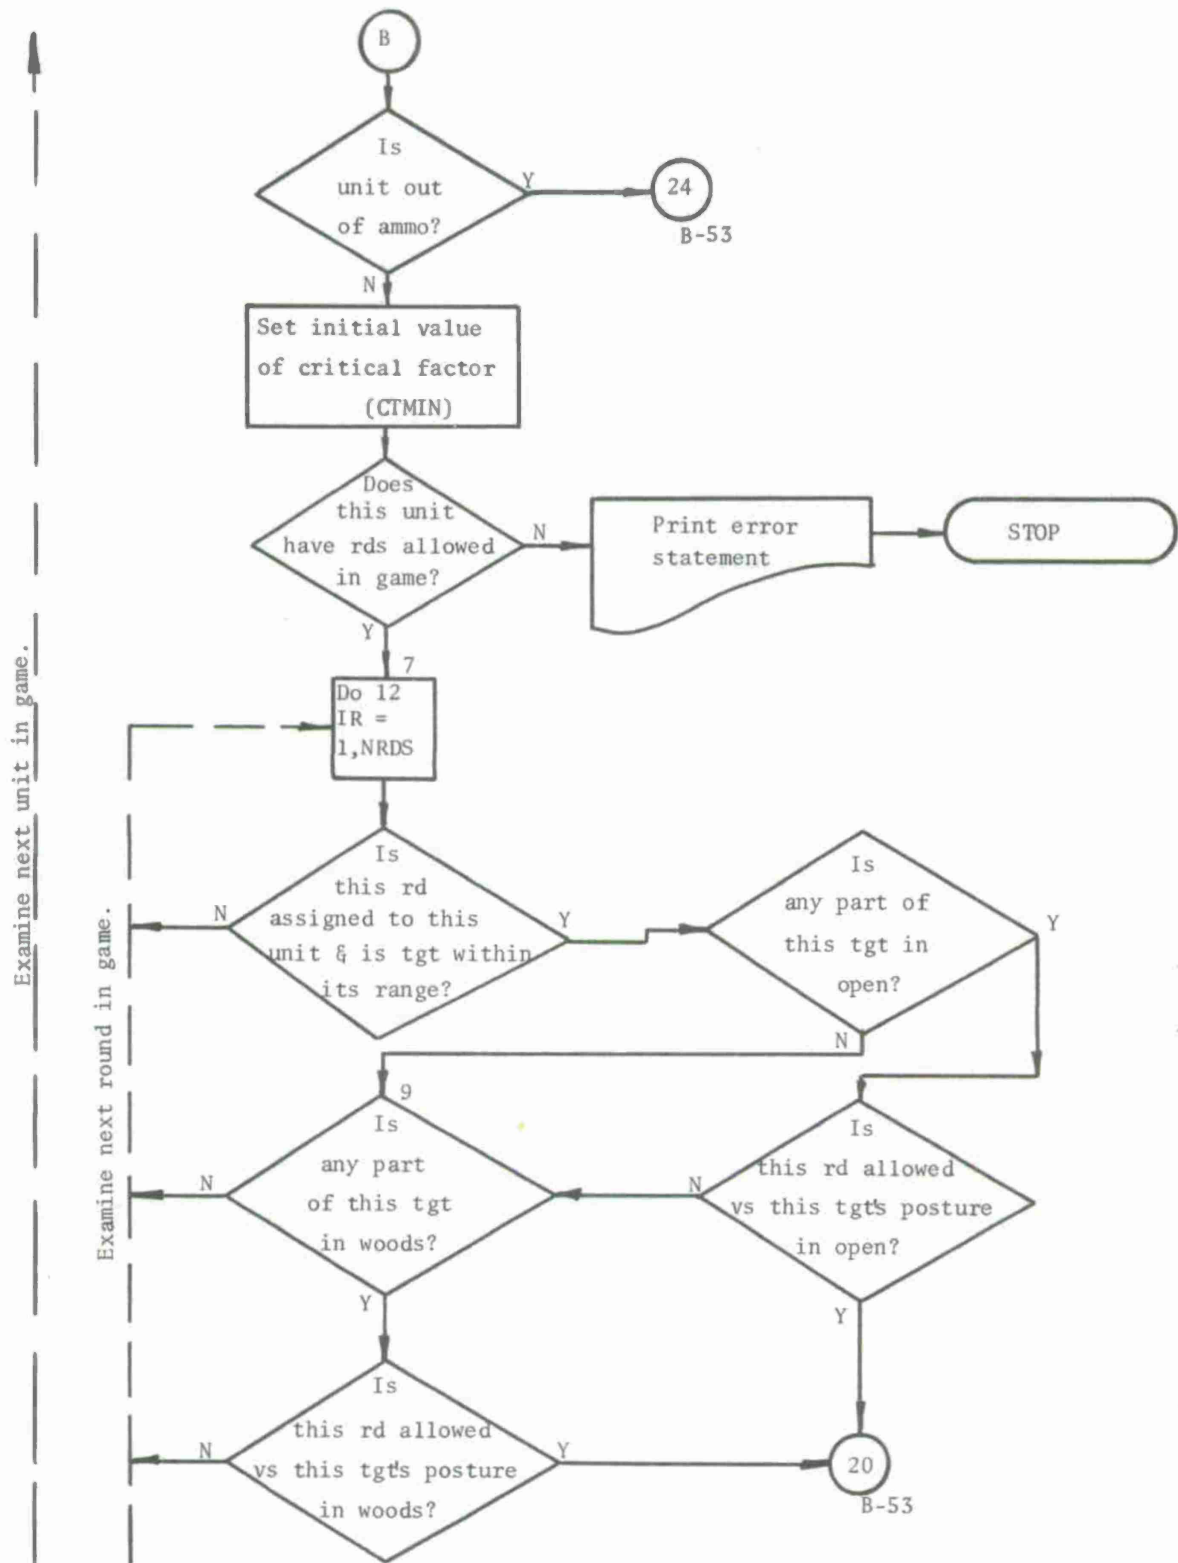 B
Is
unit out
of ammo?
Y
24
B-53
N
Set initial value
of critical factor
(CTMIN)
Does
this unit
have rds allowed
in game?
N
Print error
statement
STOP
Y
7
Do 12
IR =
1,NRDS
Is
this rd
assigned to this
unit & is tgt within
its range?
N
Y
Is
any part of
this tgt in
open?
Y
N
9
Is
any part
of this tgt
in woods?
N
Y
Is
this rd allowed
vs this tgt's posture
in open?
N
Y
Is
this rd allowed
vs this tgt's posture
in woods?
N
Y
20
B-53
Examine next unit in game.
Examine next round in game.